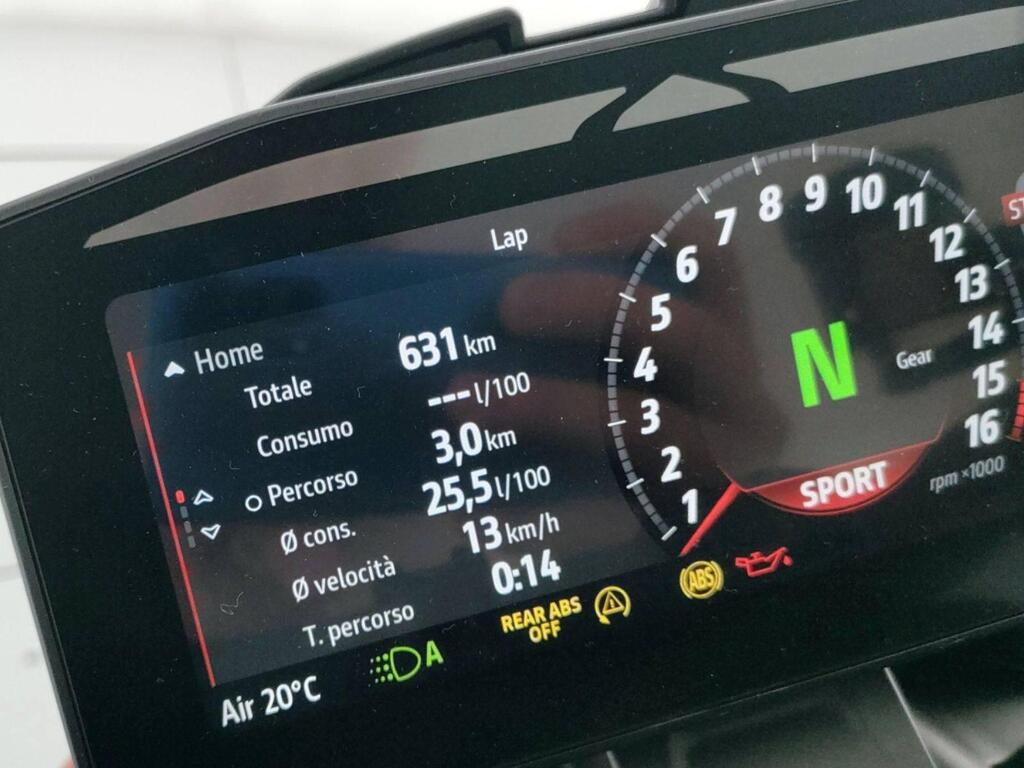 Lap
Home
Totale 631 km
Consumo --- l/100
Percorso 3,0 km
Ø cons. 25,5 l/100
Ø velocità 13 km/h
T. percorso 0:14
Air 20°C
A
REAR ABS
OFF
ABS
1
2
3
4
5
6
7
8
9
10
11
12
13
14
15
16
N
Gear
SPORT
rpm ×1000